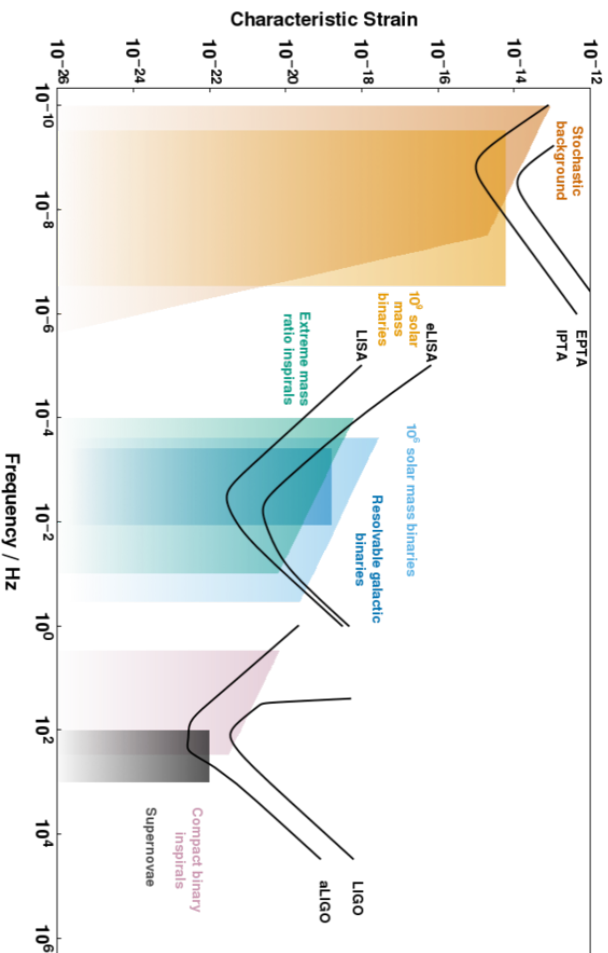 Characteristic Strain
10⁻¹²
10⁻¹⁴
10⁻¹⁶
10⁻¹⁸
10⁻²⁰
10⁻²²
10⁻²⁴
10⁻²⁶
Stochastic
background
EPTA
IPTA
10⁹ solar
mass
binaries
eLISA
LISA
Extreme mass
ratio inspirals
10⁶ solar mass binaries
Resolvable galactic
binaries
LIGO
aLIGO
Compact binary
inspirals
Supernovae
10⁻¹⁰
10⁻⁸
10⁻⁶
10⁻⁴
10⁻²
10⁰
10²
10⁴
10⁶
Frequency / Hz